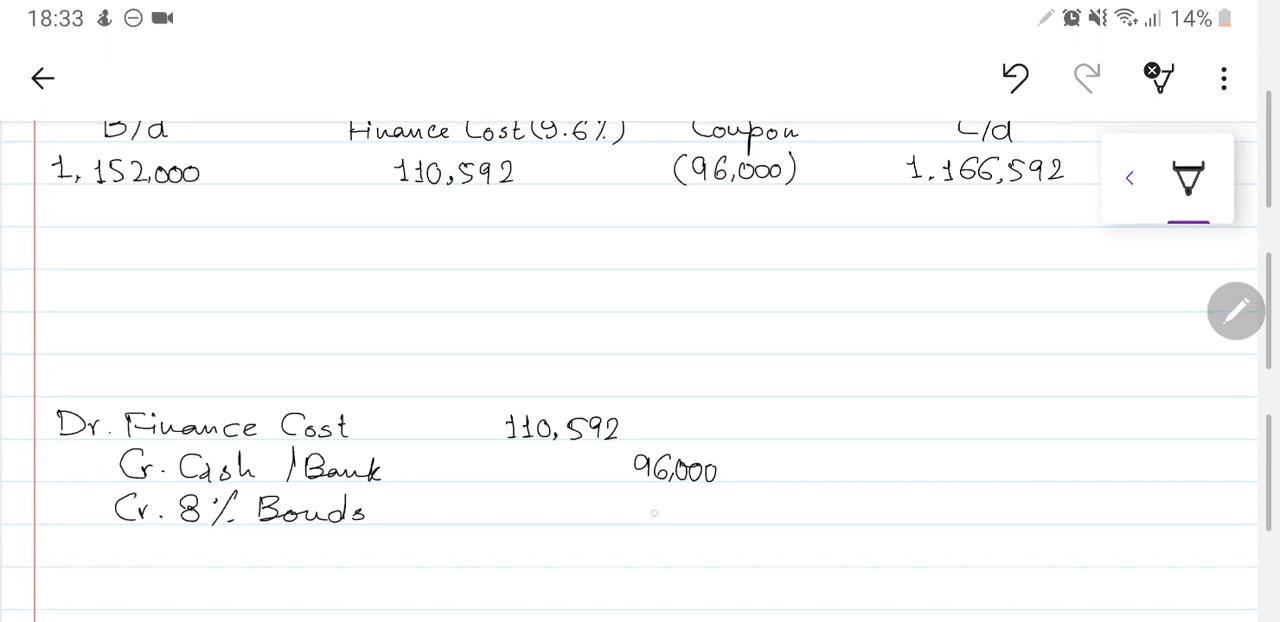 18:33 14%
B/d Finance Cost (9.6%) Coupon C/d
1,152,000 110,592 (96,000) 1.166,592
Dr. Finance Cost 110,592
Cr. Cash / Bank 96,000
Cr. 8% Bonds